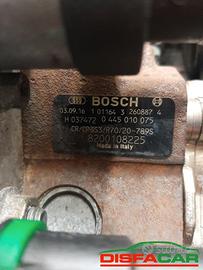 BOSCH
03.09.16 1 01164 3 260887 4
H 037472 0 445 010 075
CR/CP3S3/R70/20-789S
8200108225
Made in Italy
DISFACAR